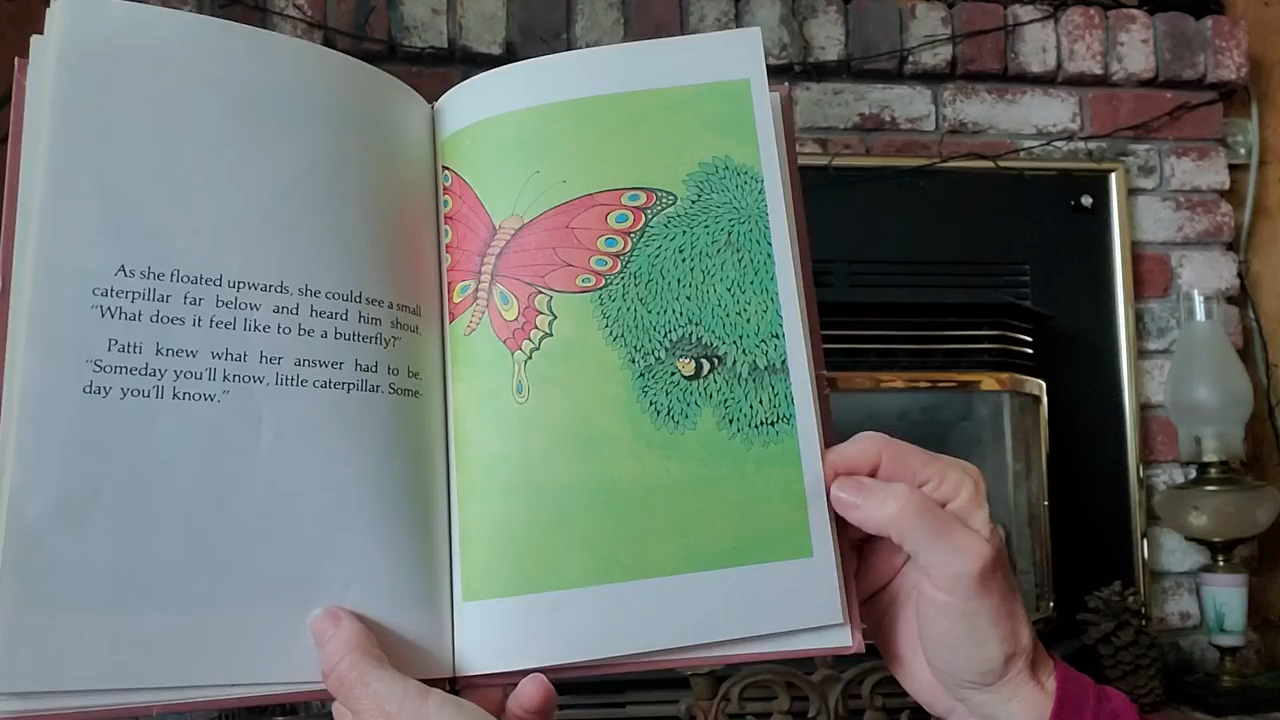 As she floated upwards, she could see a small
caterpillar far below and heard him shout,
"What does it feel like to be a butterfly?"
Patti knew what her answer had to be.
"Someday you'll know, little caterpillar. Some-
day you'll know."